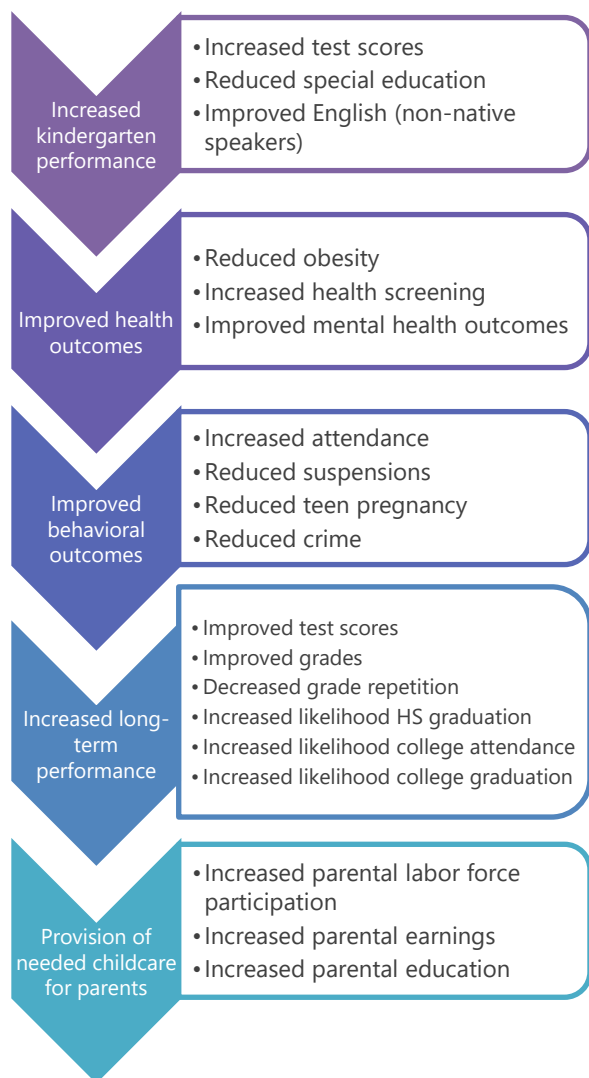 Increased
kindergarten
performance
• Increased test scores
• Reduced special education
• Improved English (non-native
speakers)
Improved health
outcomes
• Reduced obesity
• Increased health screening
• Improved mental health outcomes
Improved
behavioral
outcomes
• Increased attendance
• Reduced suspensions
• Reduced teen pregnancy
• Reduced crime
Increased long-
term
performance
• Improved test scores
• Improved grades
• Decreased grade repetition
• Increased likelihood HS graduation
• Increased likelihood college attendance
• Increased likelihood college graduation
Provision of
needed childcare
for parents
• Increased parental labor force
participation
• Increased parental earnings
• Increased parental education